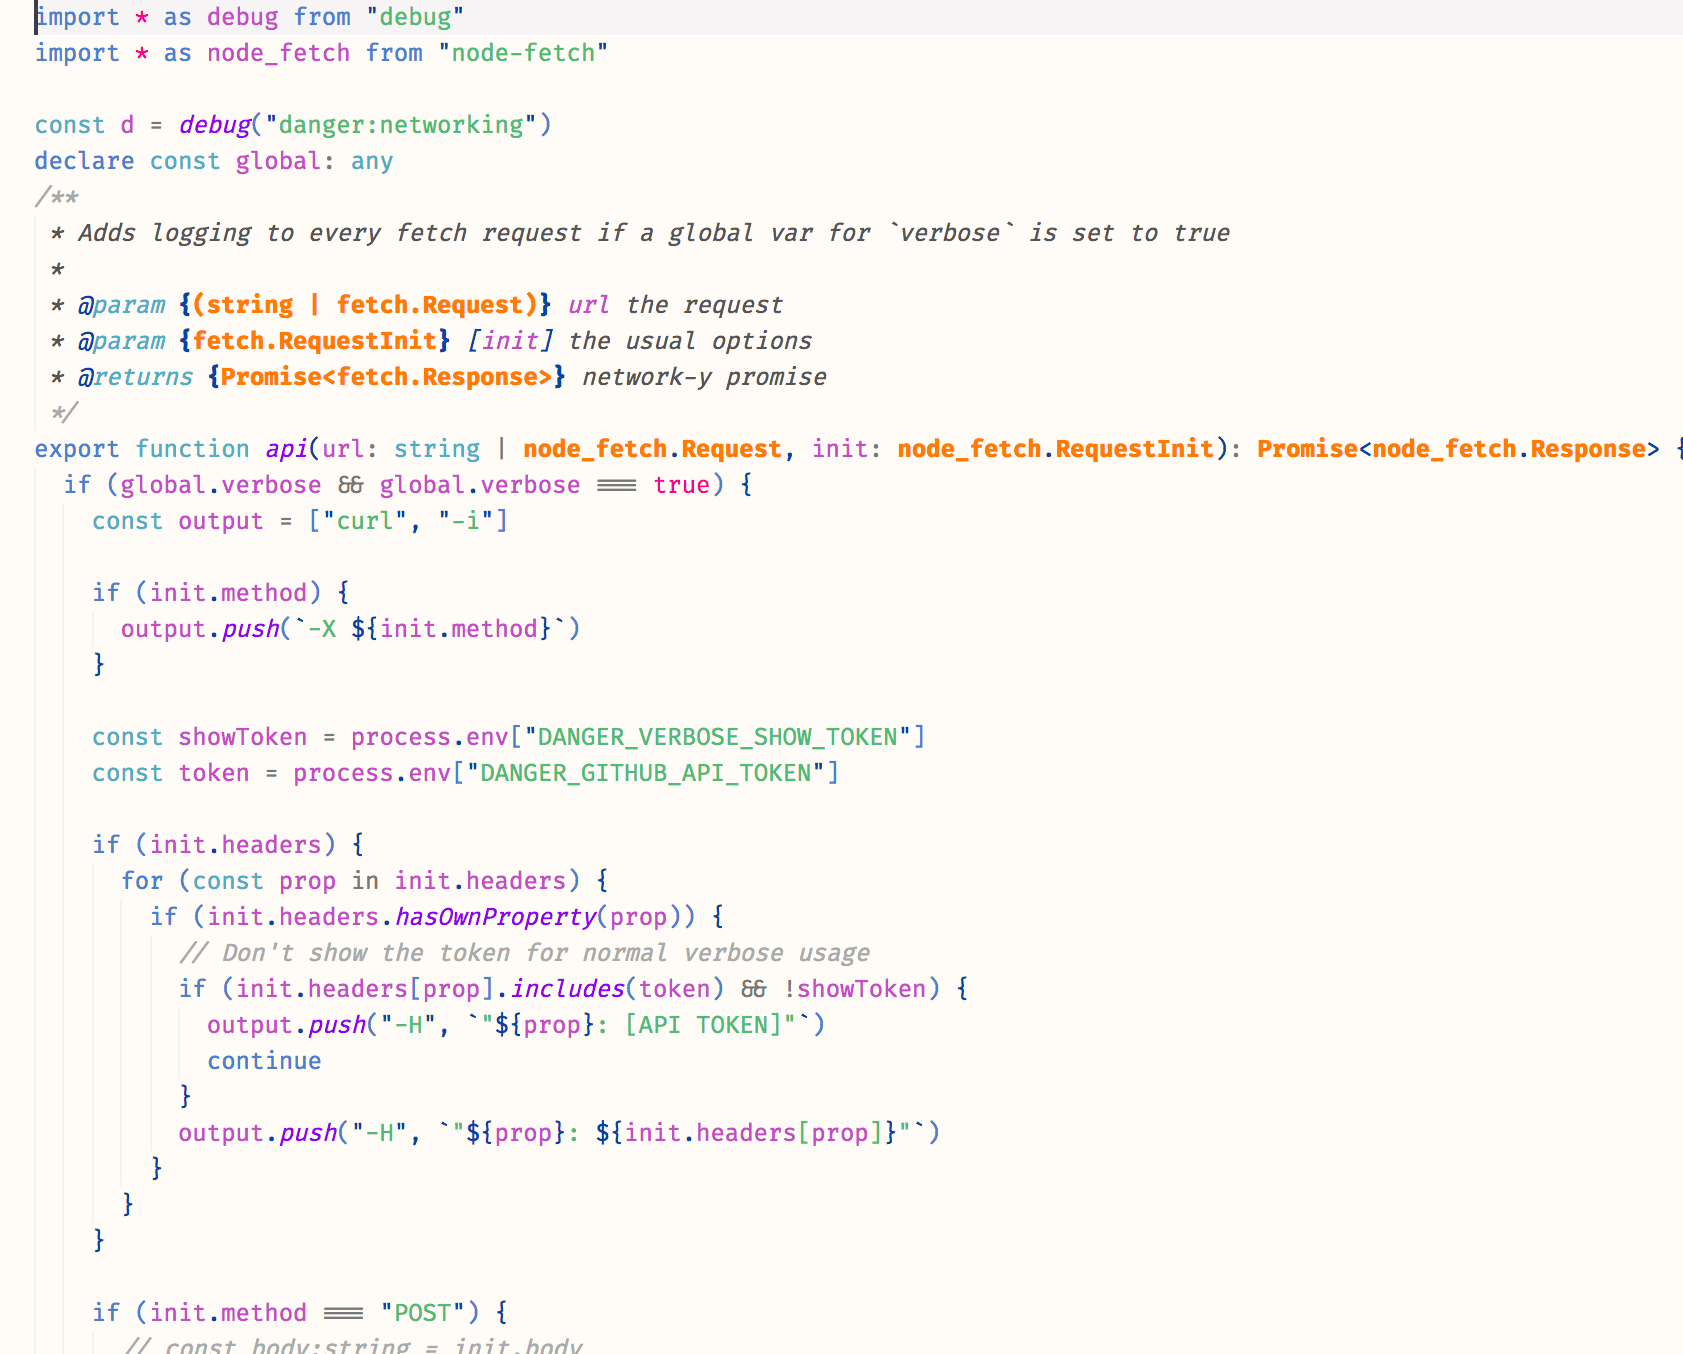 import * as debug from "debug"
import * as node_fetch from "node-fetch"

const d = debug("danger:networking")
declare const global: any
/**
 * Adds logging to every fetch request if a global var for `verbose` is set to true
 *
 * @param {(string | fetch.Request)} url the request
 * @param {fetch.RequestInit} [init] the usual options
 * @returns {Promise<fetch.Response>} network-y promise
 */
export function api(url: string | node_fetch.Request, init: node_fetch.RequestInit): Promise<node_fetch.Response> {
  if (global.verbose && global.verbose === true) {
    const output = ["curl", "-i"]

    if (init.method) {
      output.push(`-X ${init.method}`)
    }

    const showToken = process.env["DANGER_VERBOSE_SHOW_TOKEN"]
    const token = process.env["DANGER_GITHUB_API_TOKEN"]

    if (init.headers) {
      for (const prop in init.headers) {
        if (init.headers.hasOwnProperty(prop)) {
          // Don't show the token for normal verbose usage
          if (init.headers[prop].includes(token) && !showToken) {
            output.push("-H", `"${prop}: [API TOKEN]"`)
            continue
          }
          output.push("-H", `"${prop}: ${init.headers[prop]}"`)
        }
      }
    }

    if (init.method === "POST") {
      // const body:string = init.body